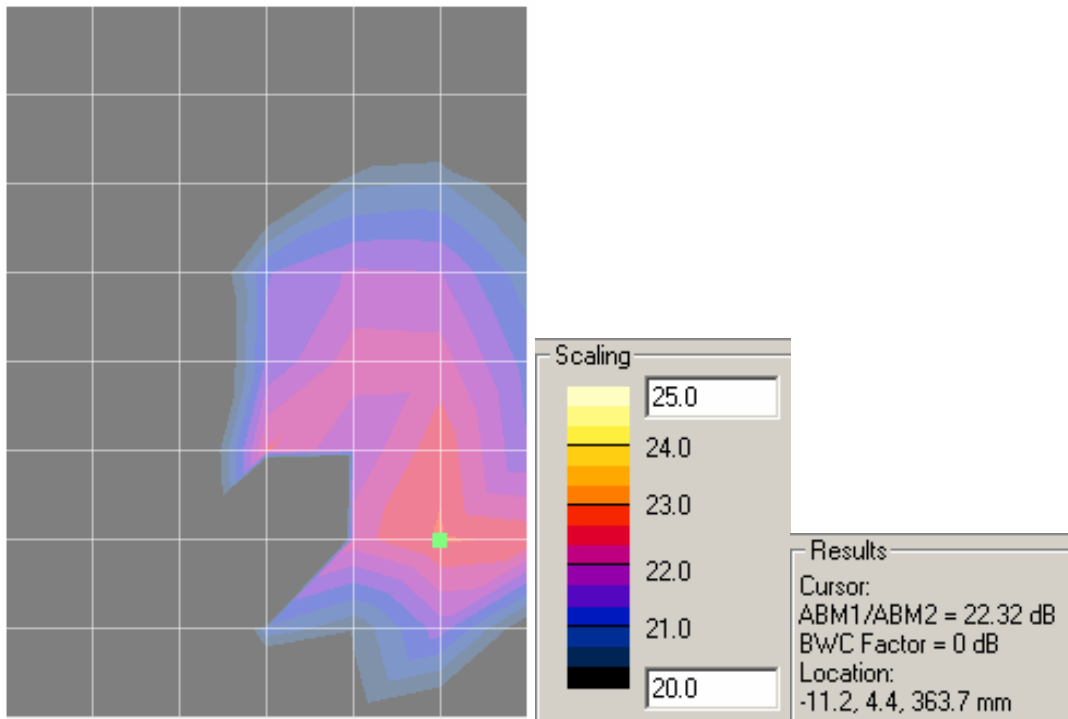 Scaling
25.0
24.0
23.0
22.0
21.0
20.0
Results
Cursor:
ABM1/ABM2 = 22.32 dB
BWC Factor = 0 dB
Location:
-11.2, 4.4, 363.7 mm